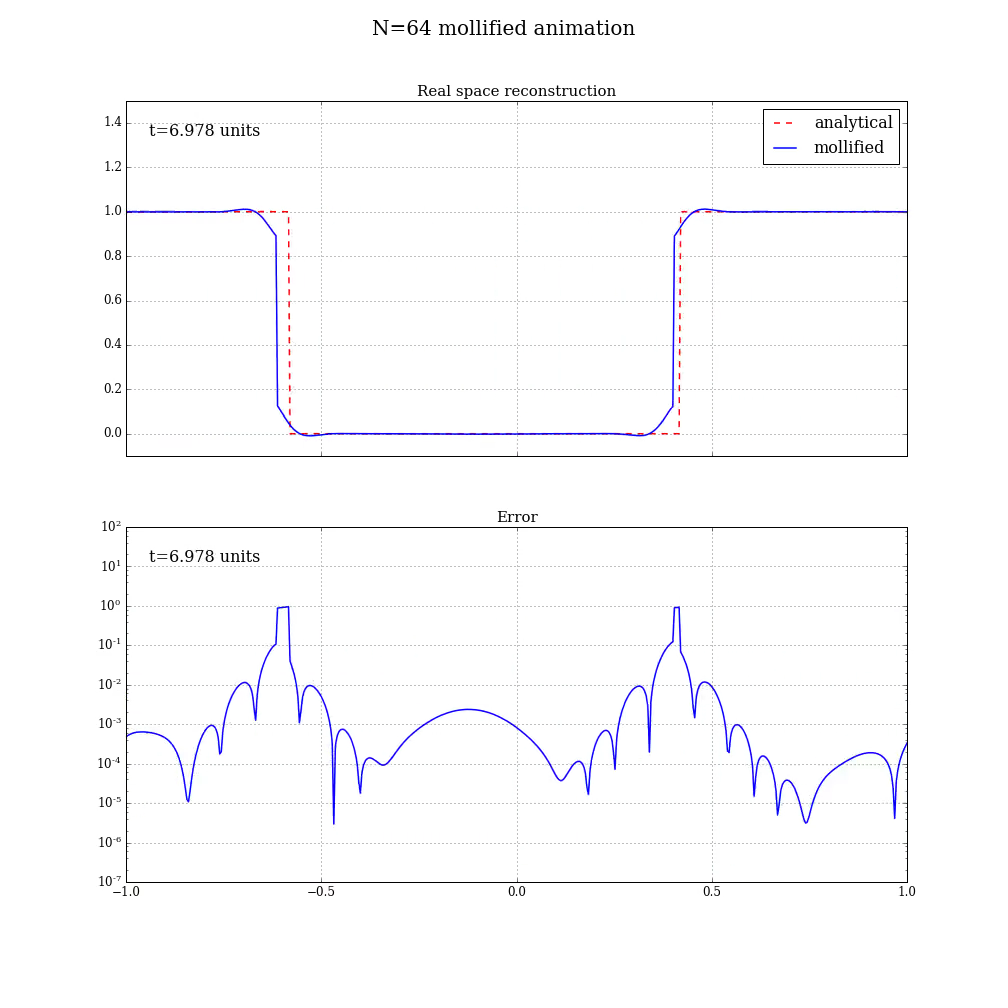 N=64 mollified animation
Real space reconstruction
t=6.978 units
analytical
mollified
1.4
1.2
1.0
0.8
0.6
0.4
0.2
0.0
Error
t=6.978 units
10²
10¹
10⁰
10⁻¹
10⁻²
10⁻³
10⁻⁴
10⁻⁵
10⁻⁶
10⁻⁷
−1.0 −0.5 0.0 0.5 1.0